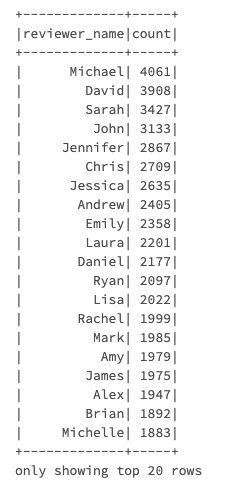 +-------------+-----+
|reviewer_name|count|
+-------------+-----+
|      Michael| 4061|
|        David| 3908|
|        Sarah| 3427|
|         John| 3133|
|     Jennifer| 2867|
|        Chris| 2709|
|      Jessica| 2635|
|       Andrew| 2405|
|        Emily| 2358|
|        Laura| 2201|
|       Daniel| 2177|
|         Ryan| 2097|
|         Lisa| 2022|
|       Rachel| 1999|
|         Mark| 1985|
|          Amy| 1979|
|        James| 1975|
|         Alex| 1947|
|        Brian| 1892|
|     Michelle| 1883|
+-------------+-----+
only showing top 20 rows